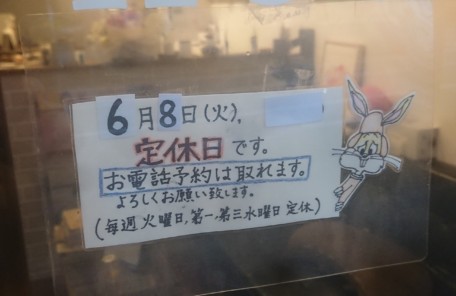 6月8日(火),
定休日です。
お電話予約は取れます。
よろしくお願い致します。
(毎週火曜日,第一,第三水曜日定休)